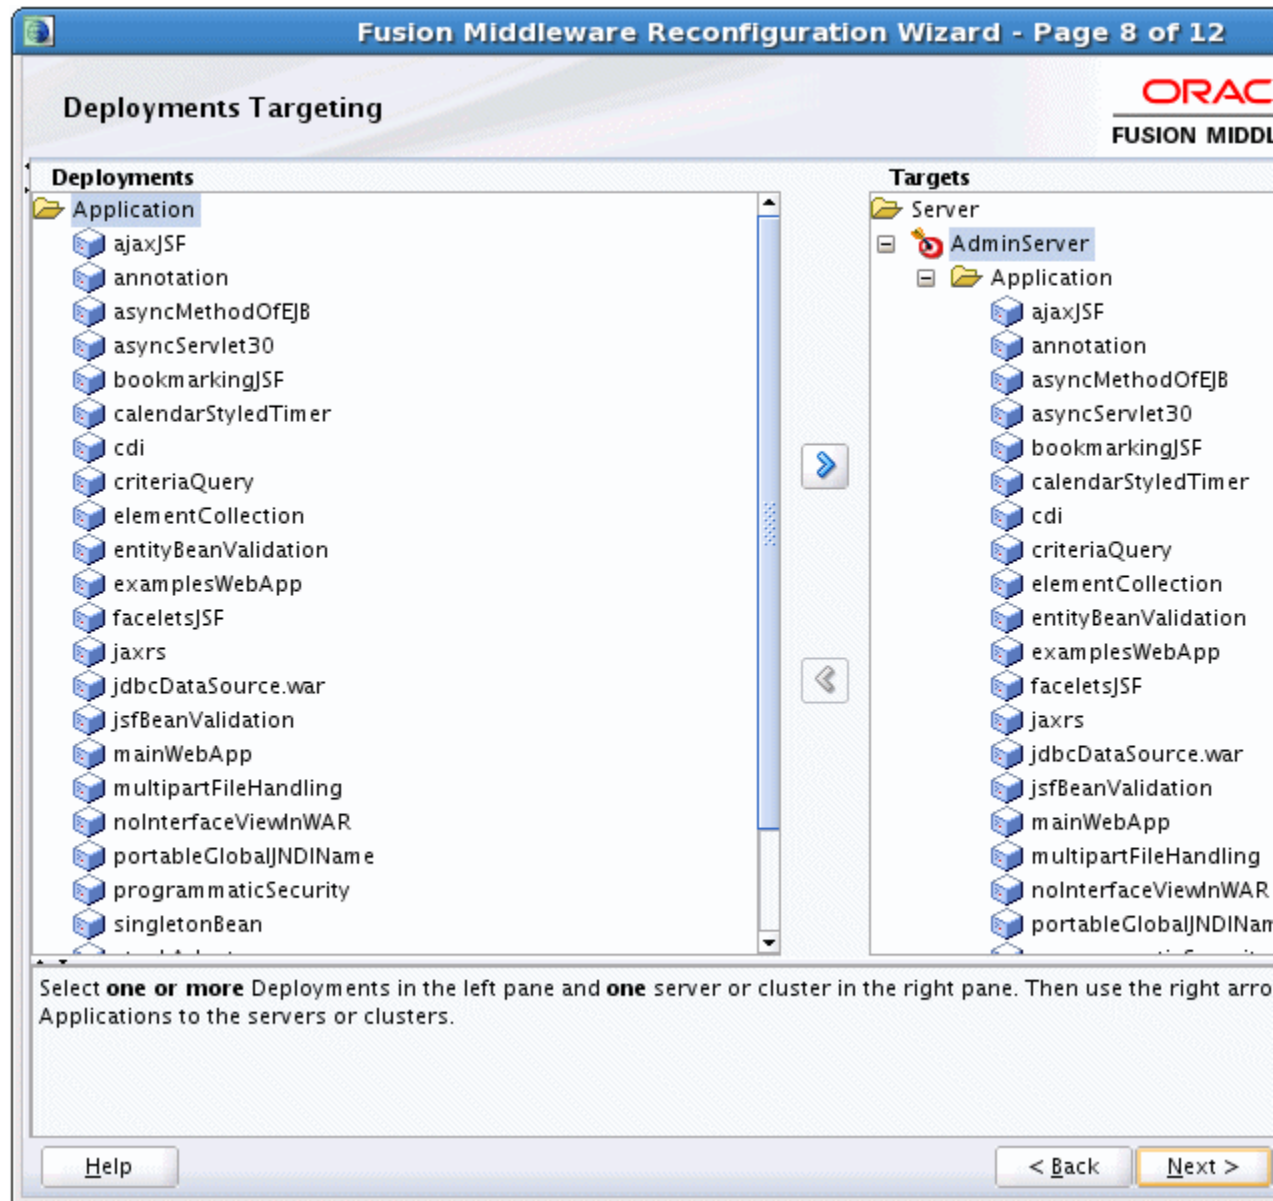 Fusion Middleware Reconfiguration Wizard - Page 8 of 12
Deployments Targeting
FUSION
Deployments
Application
ajaxJSF
annotation
asyncMethodOfEJB
asyncServlet30
bookmarkingJSF
calendarStyledTimer
cdi
criteriaQuery
elementCollection
entityBeanValidation
examplesWebApp
faceletsJSF
jaxrs
jdbcDataSource.war
jsfBeanValidation
mainWebApp
multipartFileHandling
noInterfaceViewInWAR
portableGlobalJNDIName
programmaticSecurity
singletonBean
Targets
Server
AdminServer
Application
ajaxJSF
annotation
asyncMethodOfEJB
asyncServlet30
bookmarkingJSF
calendarStyledTimer
cdi
criteriaQuery
elementCollection
entityBeanValidation
examplesWebApp
faceletsJSF
jaxrs
jdbcDataSource.war
jsfBeanValidation
mainWebApp
multipartFileHandling
noInterfaceViewInWAR
Select one or more Deployments in the left pane and one server or cluster in the right pane. Then use the right
Applications to the servers or clusters.
Help
< Back
Next >